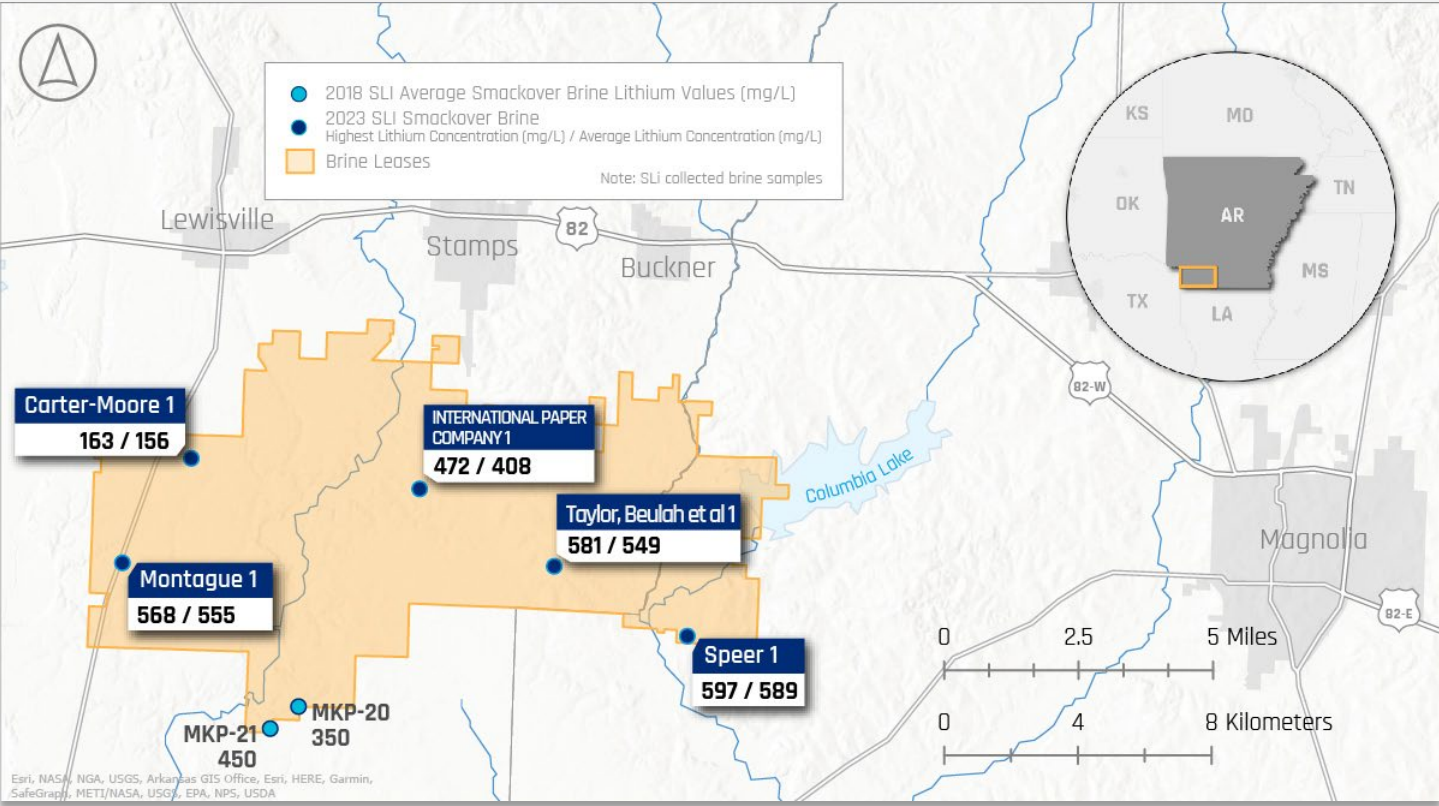 2018 SLI Average Smackover Brine Lithium Values (mg/L)
2023 SLI Smackover Brine
Highest Lithium Concentration (mg/L) / Average Lithium Concentration (mg/L)
Brine Leases
Note: SLi collected brine samples
KS
MO
OK
AR
TN
MS
TX
LA
Lewisville
Stamps
82
Buckner
82-W
Carter-Moore 1
163 / 156
INTERNATIONAL PAPER
COMPANY 1
472 / 408
Columbia Lake
Taylor, Beulah et al 1
581 / 549
Magnolia
Montague 1
568 / 555
82-E
Speer 1
597 / 589
0 2.5 5 Miles
0 4 8 Kilometers
MKP-20
350
MKP-21
450
Esri, NASA, NGA, USGS, Arkansas GIS Office, Esri, HERE, Garmin,
SafeGraph, METI/NASA, USGS, EPA, NPS, USDA